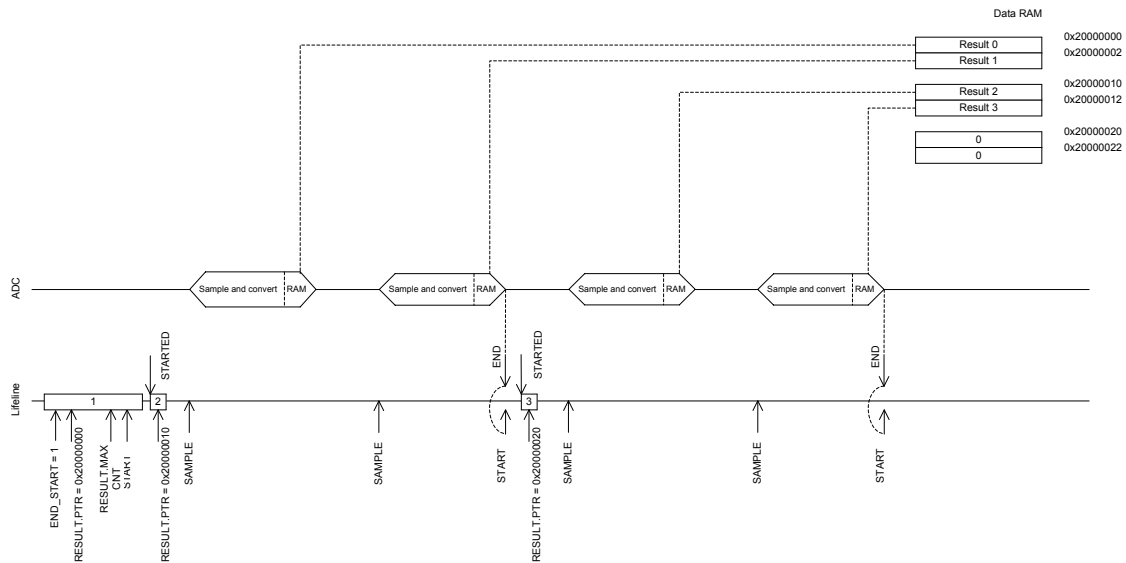 Data RAM
Result 0
0x20000000
0x20000002
Result 1
Result 2
0x20000010
0x20000012
Result 3
0
0x20000020
0x20000022
0
ADC
Sample and convert
RAM
Sample and convert
RAM
Sample and convert
RAM
Sample and convert
RAM
STARTED
END
STARTED
END
Lifeline
1
2
3
END_START = 1
RESULT.PTR = 0x20000000
RESULT.MAX
CNT
START
RESULT.PTR = 0x20000010
SAMPLE
SAMPLE
START
RESULT.PTR = 0x20000020
SAMPLE
SAMPLE
START